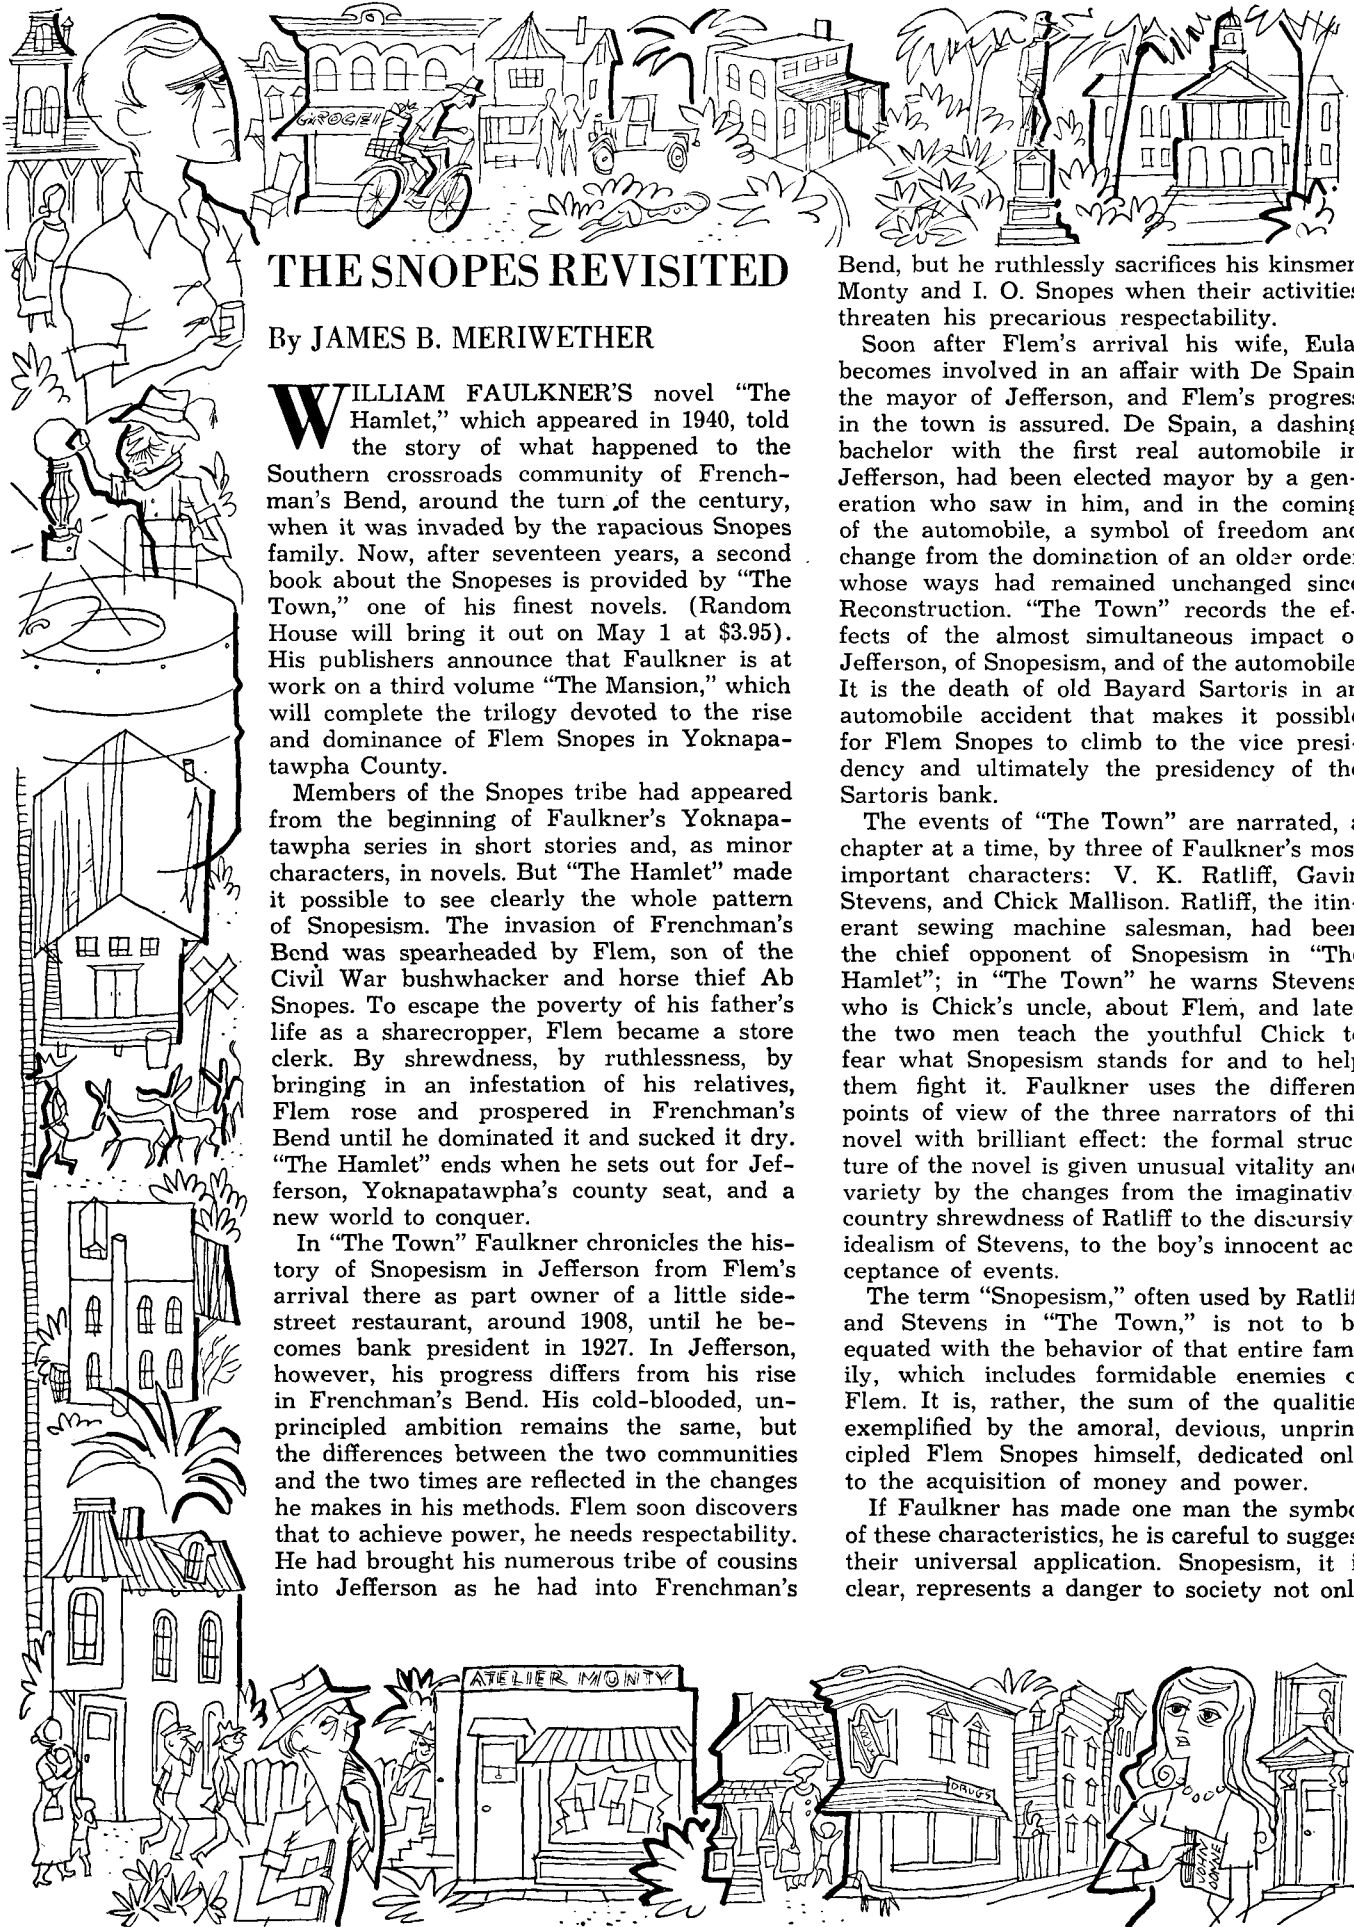 GROCE
THE SNOPES REVISITED
By JAMES B. MERIWETHER
WILLIAM FAULKNER'S novel "The
Hamlet," which appeared in 1940, told
the story of what happened to the
Southern crossroads community of French-
man's Bend, around the turn of the century,
when it was invaded by the rapacious Snopes
family. Now, after seventeen years, a second
book about the Snopeses is provided by "The
Town," one of his finest novels. (Random
House will bring it out on May 1 at $3.95).
His publishers announce that Faulkner is at
work on a third volume "The Mansion," which
will complete the trilogy devoted to the rise
and dominance of Flem Snopes in Yoknapa-
tawpha County.
Members of the Snopes tribe had appeared
from the beginning of Faulkner's Yoknapa-
tawpha series in short stories and, as minor
characters, in novels. But "The Hamlet" made
it possible to see clearly the whole pattern
of Snopesism. The invasion of Frenchman's
Bend was spearheaded by Flem, son of the
Civil War bushwhacker and horse thief Ab
Snopes. To escape the poverty of his father's
life as a sharecropper, Flem became a store
clerk. By shrewdness, by ruthlessness, by
bringing in an infestation of his relatives,
Flem rose and prospered in Frenchman's
Bend until he dominated it and sucked it dry.
"The Hamlet" ends when he sets out for Jef-
ferson, Yoknapatawpha's county seat, and a
new world to conquer.
In "The Town" Faulkner chronicles the his-
tory of Snopesism in Jefferson from Flem's
arrival there as part owner of a little side-
street restaurant, around 1908, until he be-
comes bank president in 1927. In Jefferson,
however, his progress differs from his rise
in Frenchman's Bend. His cold-blooded, un-
principled ambition remains the same, but
the differences between the two communities
and the two times are reflected in the changes
he makes in his methods. Flem soon discovers
that to achieve power, he needs respectability.
He had brought his numerous tribe of cousins
into Jefferson as he had into Frenchman's
Bend, but he ruthlessly sacrifices his kinsmen
Monty and I. O. Snopes when their activities
threaten his precarious respectability.
Soon after Flem's arrival his wife, Eula
becomes involved in an affair with De Spain
the mayor of Jefferson, and Flem's progress
in the town is assured. De Spain, a dashing
bachelor with the first real automobile in
Jefferson, had been elected mayor by a gen-
eration who saw in him, and in the coming
of the automobile, a symbol of freedom and
change from the domination of an older order
whose ways had remained unchanged since
Reconstruction. "The Town" records the ef-
fects of the almost simultaneous impact o
Jefferson, of Snopesism, and of the automobile
It is the death of old Bayard Sartoris in an
automobile accident that makes it possible
for Flem Snopes to climb to the vice presi-
dency and ultimately the presidency of the
Sartoris bank.
The events of "The Town" are narrated, a
chapter at a time, by three of Faulkner's mos
important characters: V. K. Ratliff, Gavin
Stevens, and Chick Mallison. Ratliff, the itin-
erant sewing machine salesman, had been
the chief opponent of Snopesism in "The
Hamlet"; in "The Town" he warns Stevens
who is Chick's uncle, about Flem, and later
the two men teach the youthful Chick to
fear what Snopesism stands for and to help
them fight it. Faulkner uses the differen
points of view of the three narrators of thi
novel with brilliant effect: the formal struc
ture of the novel is given unusual vitality and
variety by the changes from the imaginativ
country shrewdness of Ratliff to the discursiv
idealism of Stevens, to the boy's innocent ac
ceptance of events.
The term "Snopesism," often used by Ratlif
and Stevens in "The Town," is not to b
equated with the behavior of that entire fam
ily, which includes formidable enemies o
Flem. It is, rather, the sum of the qualitie
exemplified by the amoral, devious, unprin
cipled Flem Snopes himself, dedicated onl
to the acquisition of money and power.
If Faulkner has made one man the symbo
of these characteristics, he is careful to sugges
their universal application. Snopesism, it i
clear, represents a danger to society not onl
ATELIER MONTY
DRUGS
JOHN
DONNE